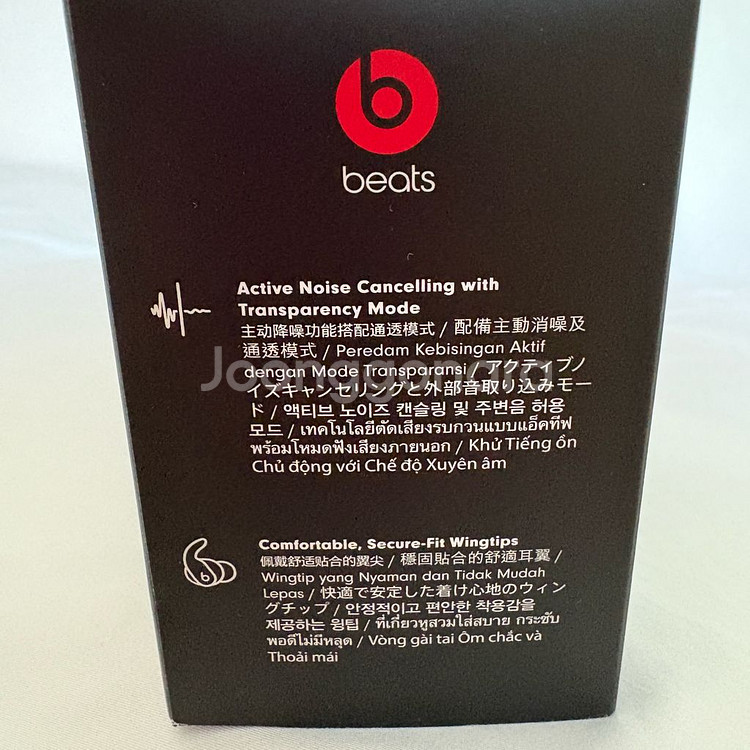 beats
Active Noise Cancelling with
Transparency Mode
主动降噪功能搭配通透模式 / 配備主動消噪及
通透模式 / Peredam Kebisingan Aktif
dengan Mode Transparansi / アクティブノ
イズキャンセリングと外部音取り込みモー
ド / 액티브 노이즈 캔슬링 및 주변음 허용
모드 / เทคโนโลยีตัดเสียงรบกวนแบบแอ็คทีฟ
พร้อมโหมดฟังเสียงภายนอก / Khử Tiếng ồn
Chủ động với Chế độ Xuyên âm
Joonggonara
Comfortable, Secure-Fit Wingtips
佩戴舒适贴合的翼尖 / 穩固貼合的舒適耳翼 /
Wingtip yang Nyaman dan Tidak Mudah
Lepas / 快適で安定した着け心地のウィン
グチップ / 안정적이고 편안한 착용감을
제공하는 윙팁 / ที่เกี่ยวหูสวมใส่สบาย กระชับ
พอดีไม่มีหลุด / Vòng gài tai Ôm chắc và
Thoải mái